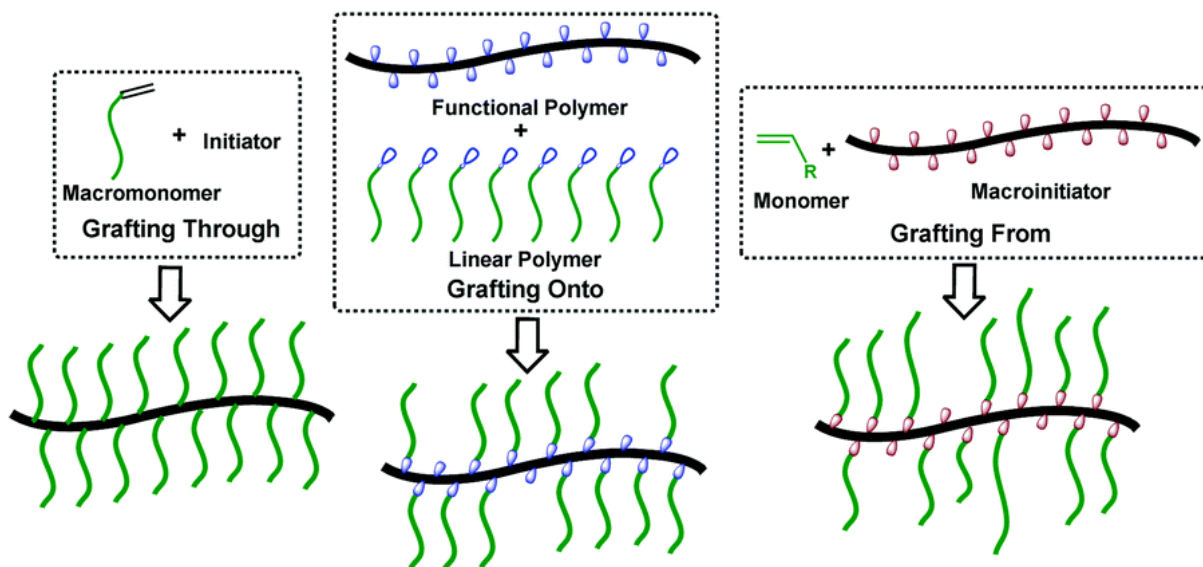 +
Initiator
Macromonomer
Grafting Through
Functional Polymer
+
Linear Polymer
Grafting Onto
+
R
Monomer
Macroinitiator
Grafting From